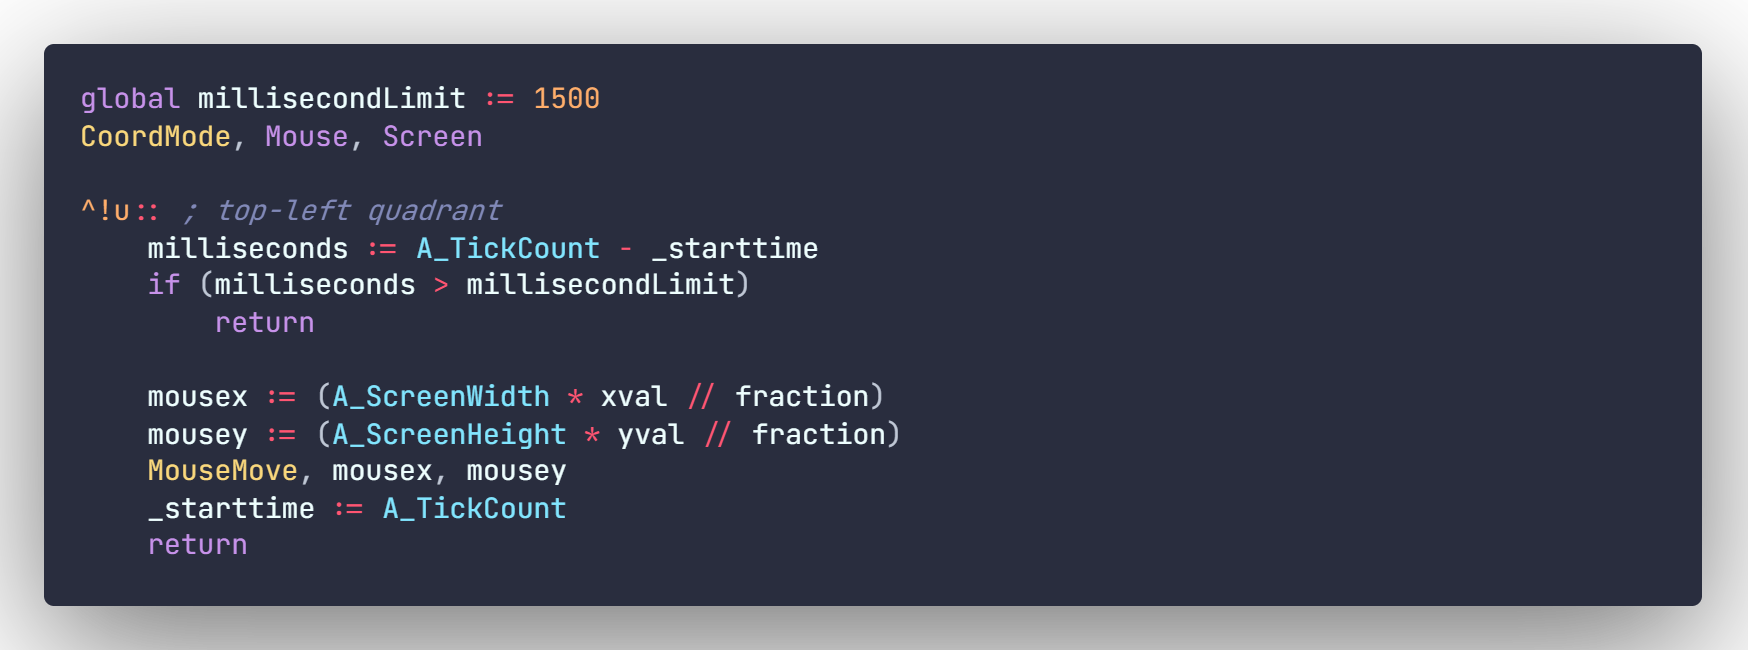 global millisecondLimit := 1500
CoordMode, Mouse, Screen
^!u:: ; top-left quadrant
milliseconds := A_TickCount - _starttime
if (milliseconds > millisecondLimit)
return
mousex := (A_ScreenWidth * xval // fraction)
mousey := (A_ScreenHeight * yval // fraction)
MouseMove, mousex, mousey
_starttime := A_TickCount
return